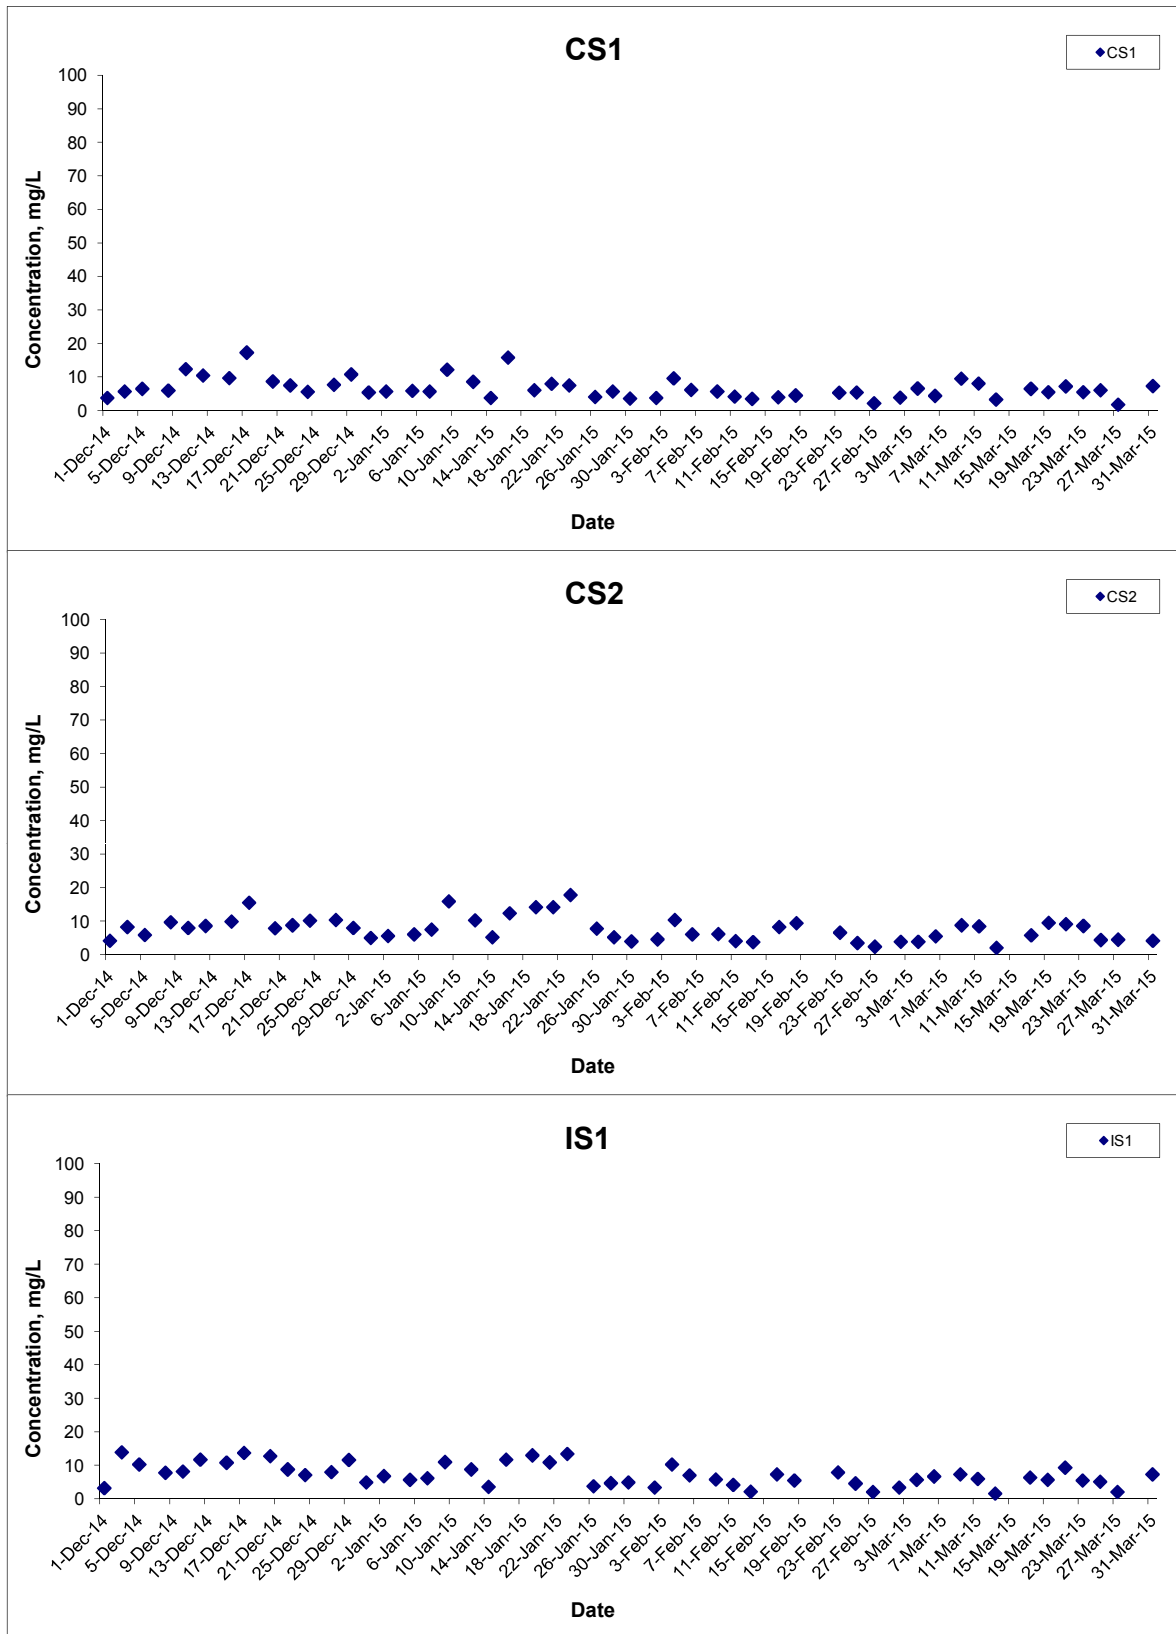 CS1
CS1
100
90
80
70
60
50
40
30
20
10
0
Concentration, mg/L
1-Dec-14
5-Dec-14
9-Dec-14
13-Dec-14
17-Dec-14
21-Dec-14
25-Dec-14
29-Dec-14
2-Jan-15
6-Jan-15
10-Jan-15
14-Jan-15
18-Jan-15
22-Jan-15
26-Jan-15
30-Jan-15
3-Feb-15
7-Feb-15
11-Feb-15
15-Feb-15
19-Feb-15
23-Feb-15
27-Feb-15
3-Mar-15
7-Mar-15
11-Mar-15
15-Mar-15
19-Mar-15
23-Mar-15
27-Mar-15
31-Mar-15
Date
CS2
CS2
100
90
80
70
60
50
40
30
20
10
0
Concentration, mg/L
1-Dec-14
5-Dec-14
9-Dec-14
13-Dec-14
17-Dec-14
21-Dec-14
25-Dec-14
29-Dec-14
2-Jan-15
6-Jan-15
10-Jan-15
14-Jan-15
18-Jan-15
22-Jan-15
26-Jan-15
30-Jan-15
3-Feb-15
7-Feb-15
11-Feb-15
15-Feb-15
19-Feb-15
23-Feb-15
27-Feb-15
3-Mar-15
7-Mar-15
11-Mar-15
15-Mar-15
19-Mar-15
23-Mar-15
27-Mar-15
31-Mar-15
Date
IS1
IS1
100
90
80
70
60
50
40
30
20
10
0
Concentration, mg/L
1-Dec-14
5-Dec-14
9-Dec-14
13-Dec-14
17-Dec-14
21-Dec-14
25-Dec-14
29-Dec-14
2-Jan-15
6-Jan-15
10-Jan-15
14-Jan-15
18-Jan-15
22-Jan-15
26-Jan-15
30-Jan-15
3-Feb-15
7-Feb-15
11-Feb-15
15-Feb-15
19-Feb-15
23-Feb-15
27-Feb-15
3-Mar-15
7-Mar-15
11-Mar-15
15-Mar-15
19-Mar-15
23-Mar-15
27-Mar-15
31-Mar-15
Date